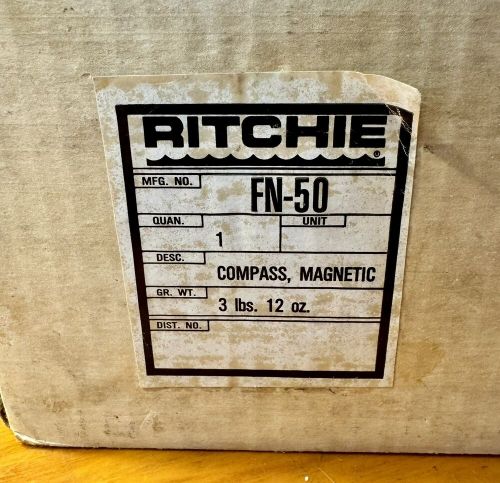 RITCHIE®
MFG. NO. FN-50
QUAN. 1 UNIT
DESC. COMPASS, MAGNETIC
GR. WT. 3 lbs. 12 oz.
DIST. NO.